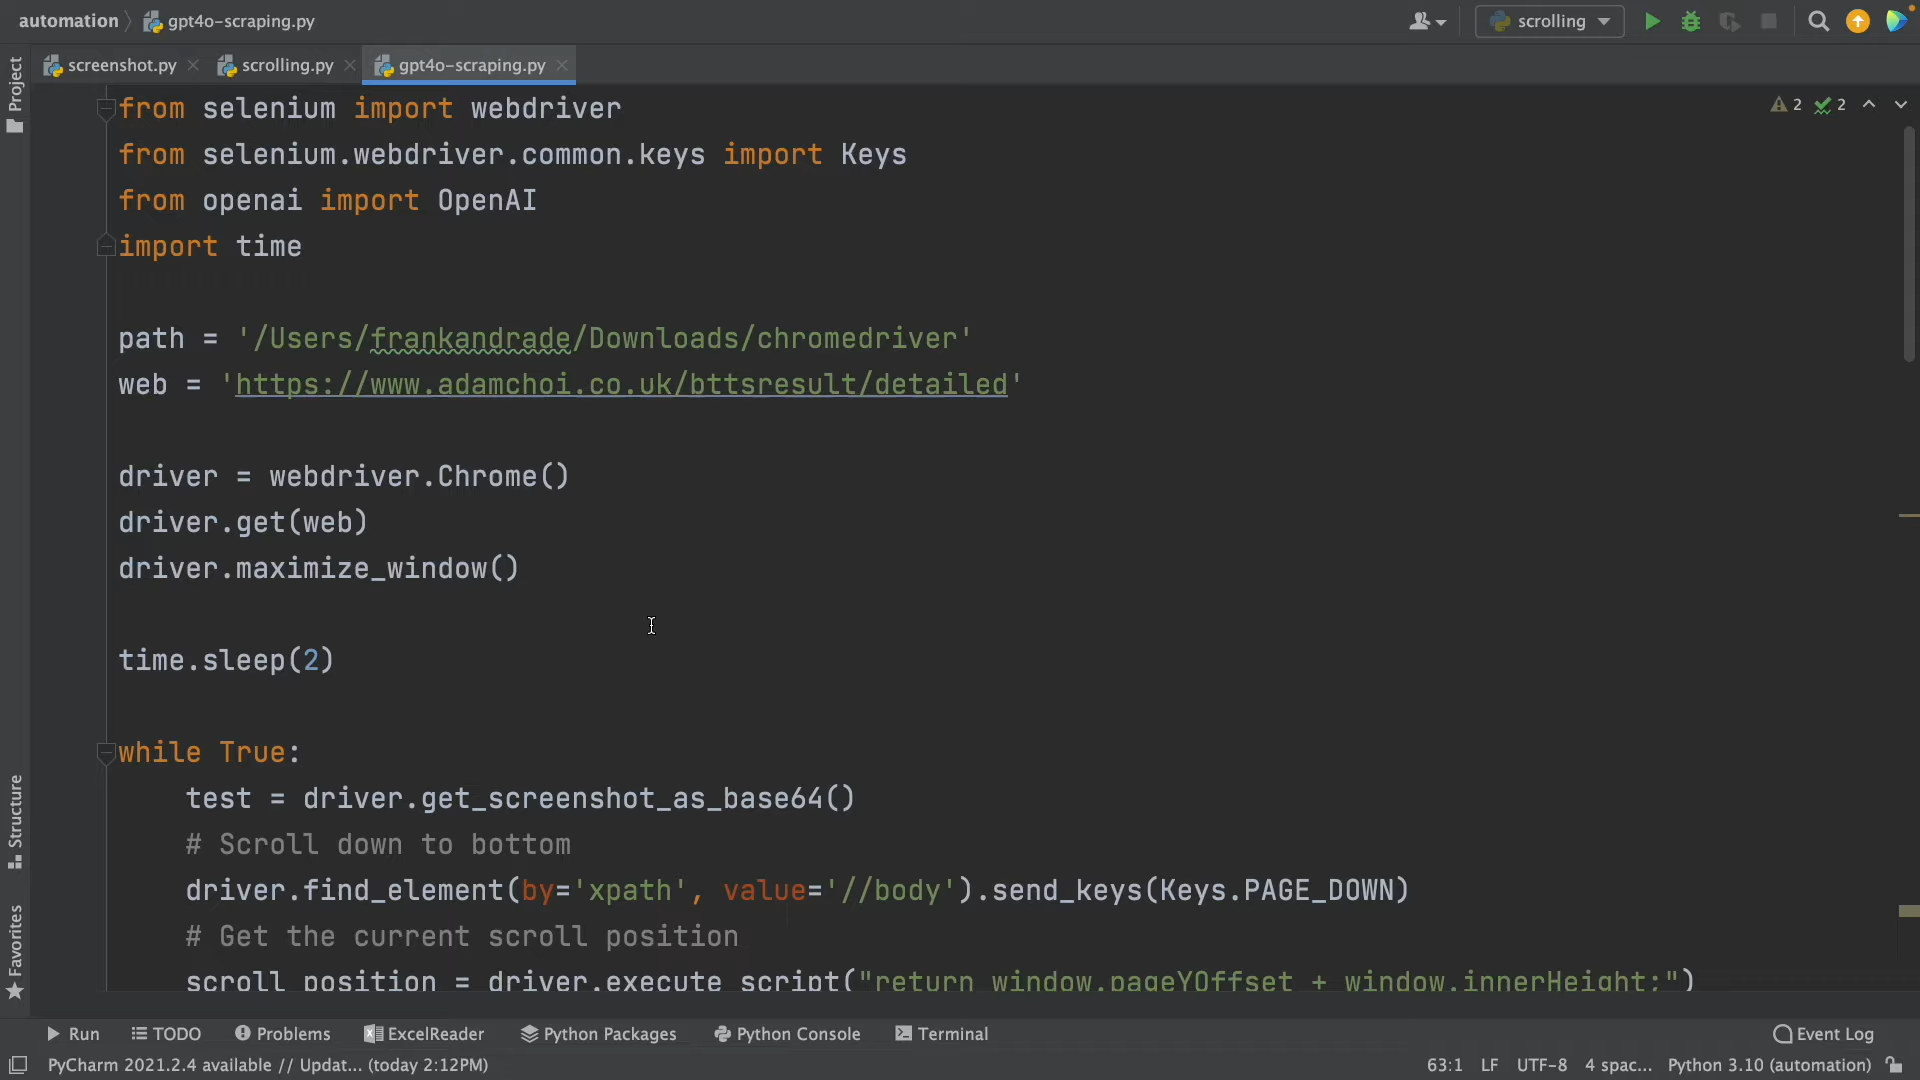 automation
gpt4o-scraping.py
scrolling
screenshot.py
scrolling.py
gpt4o-scraping.py
Project
2
2
from selenium import webdriver
from selenium.webdriver.common.keys import Keys
from openai import OpenAI
import time
path = '/Users/frankandrade/Downloads/chromedriver'
web = 'https://www.adamchoi.co.uk/bttsresult/detailed'
driver = webdriver.Chrome()
driver.get(web)
driver.maximize_window()
time.sleep(2)
while True:
test = driver.get_screenshot_as_base64()
# Scroll down to bottom
driver.find_element(by='xpath', value='//body').send_keys(Keys.PAGE_DOWN)
# Get the current scroll position
scroll_position = driver.execute_script("return window.pageYOffset + window.innerHeight;")
Structure
Favorites
Run
TODO
Problems
ExcelReader
Python Packages
Python Console
Terminal
Event Log
PyCharm 2021.2.4 available // Updat... (today 2:12PM)
63:1
LF
UTF-8
4 spac...
Python 3.10 (automation)